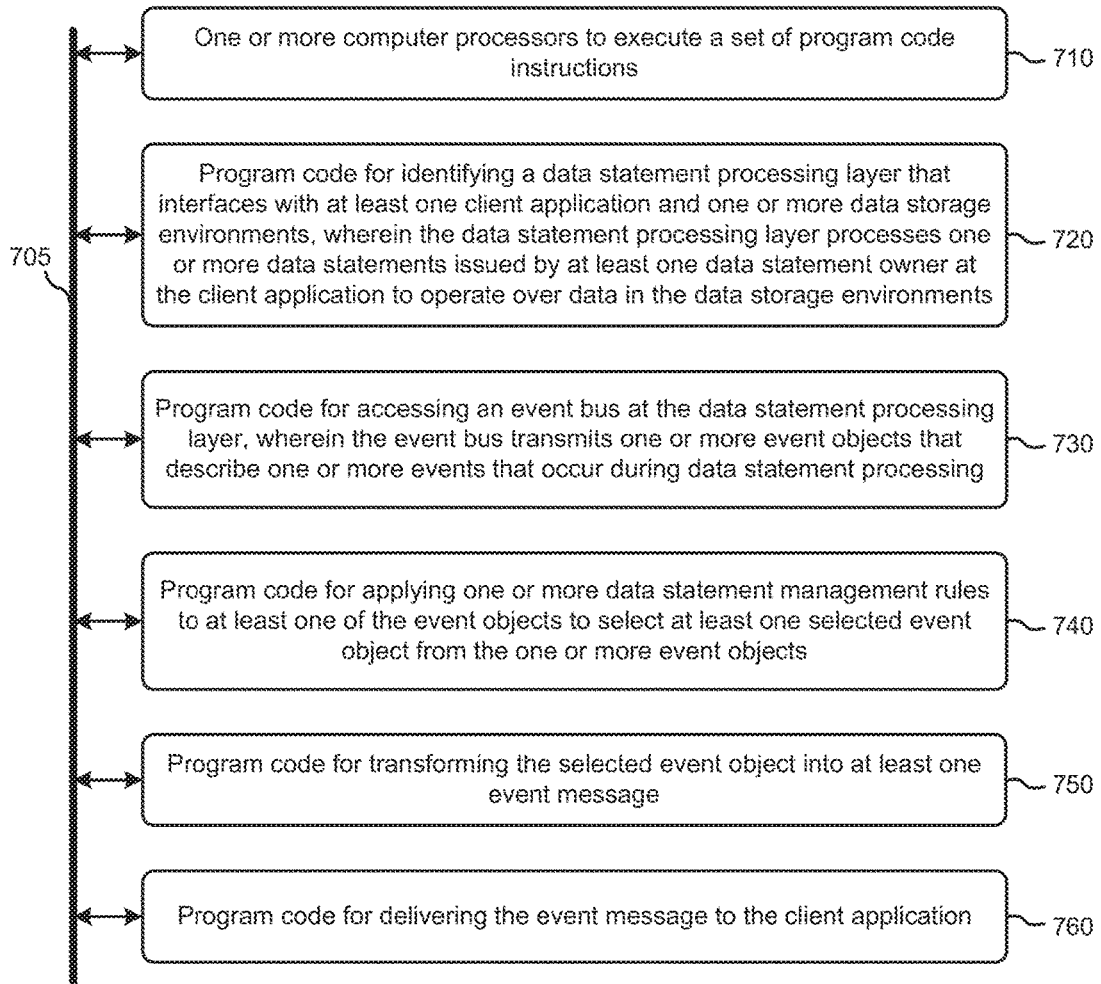 One or more computer processors to execute a set of program code
instructions
710
Program code for identifying a data statement processing layer that
interfaces with at least one client application and one or more data storage
environments, wherein the data statement processing layer processes one
or more data statements issued by at least one data statement owner at
the client application to operate over data in the data storage environments
720
705
Program code for accessing an event bus at the data statement processing
layer, wherein the event bus transmits one or more event objects that
describe one or more events that occur during data statement processing
730
Program code for applying one or more data statement management rules
to at least one of the event objects to select at least one selected event
object from the one or more event objects
740
Program code for transforming the selected event object into at least one
event message
750
Program code for delivering the event message to the client application
760